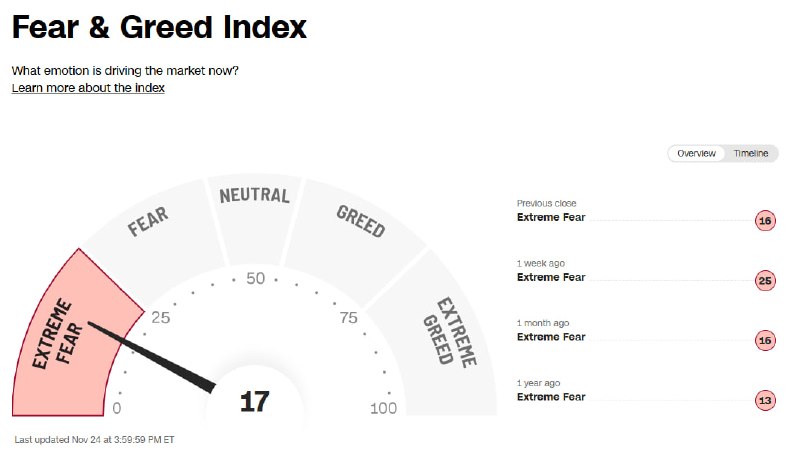 Fear & Greed Index
What emotion is driving the market now?
Learn more about the index
Overview
Timeline
EXTREME
FEAR
FEAR
NEUTRAL
GREED
EXTREME
GREED
0
25
50
75
100
17
Last updated Nov 24 at 3:59:59 PM ET
Previous close
Extreme Fear
16
1 week ago
Extreme Fear
25
1 month ago
Extreme Fear
16
1 year ago
Extreme Fear
13